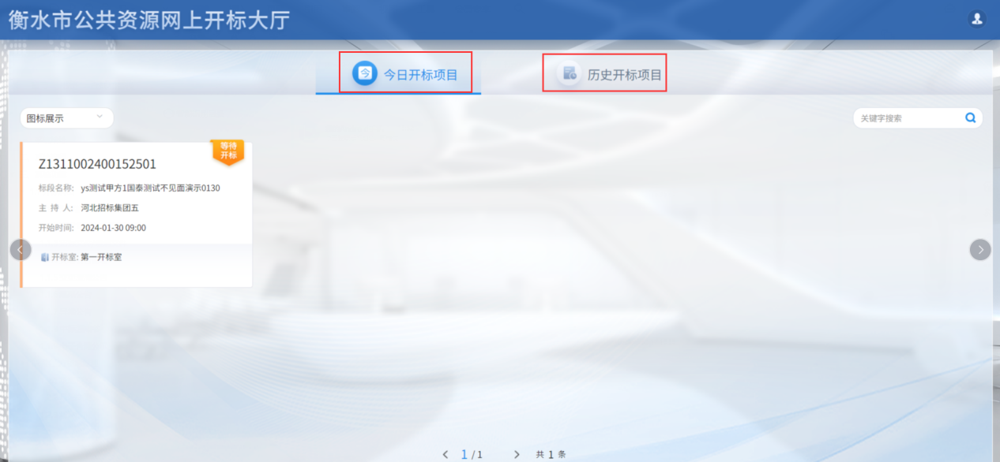 衡水市公共资源网上开标大厅
今 今日开标项目
历史开标项目
图标展示
关键字搜索
等待
开标
Z1311002400152501
标段名称: ys测试甲方1国泰测试不见面演示0130
主 持 人: 河北招标集团五
开始时间: 2024-01-30 09:00
开标室: 第一开标室
1 / 1 共 1 条